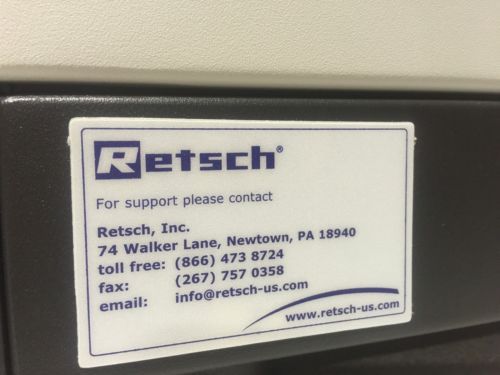 Retsch®
For support please contact
Retsch, Inc.
74 Walker Lane, Newtown, PA 18940
toll free: (866) 473 8724
fax: (267) 757 0358
email: info@retsch-us.com
www.retsch-us.com